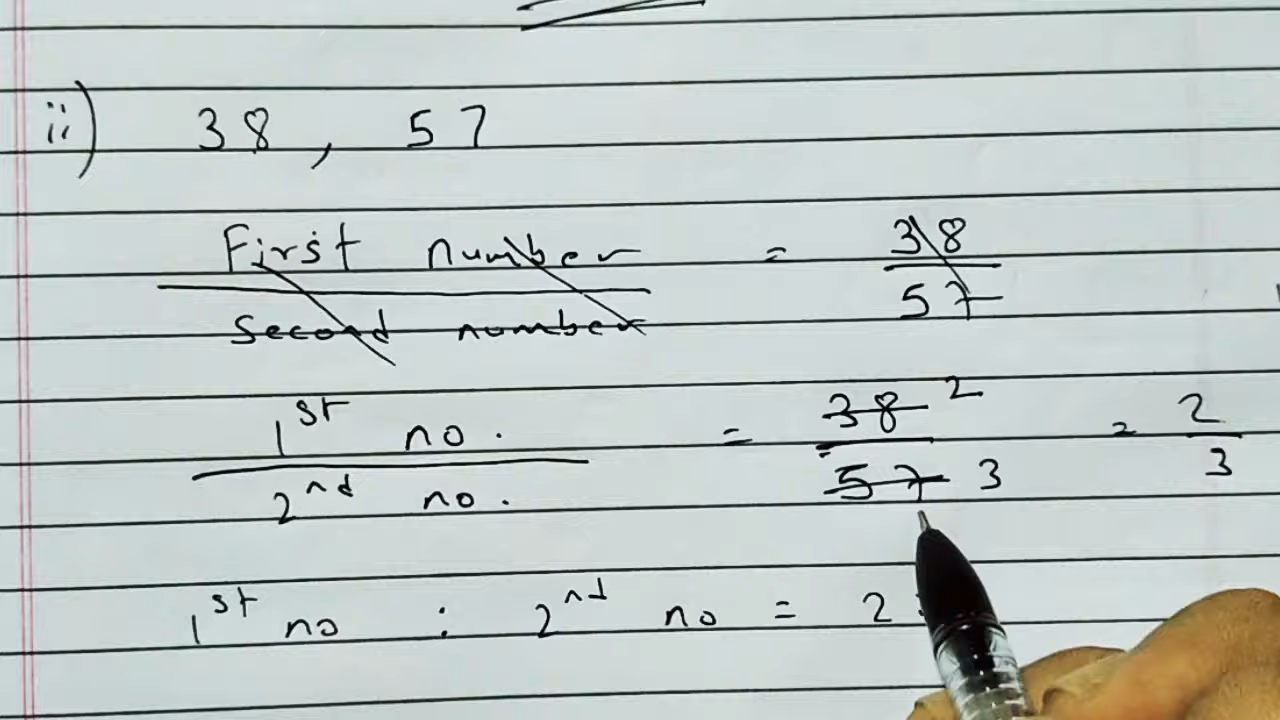 ii) 38 , 57
First number = 38
Second number 57
1st no. = 38 2 = 2
2nd no. 57 3 3
1st no : 2nd no = 2